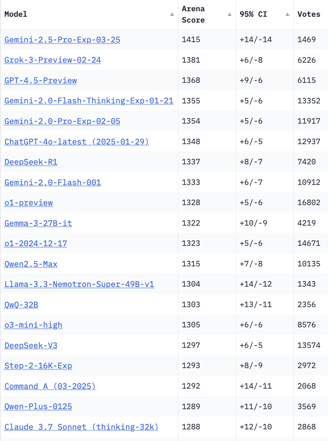 Model Arena Score 95% CI Votes
Gemini-2.5-Pro-Exp-03-25 1415 +14/-14 1469
Grok-3-Preview-02-24 1381 +6/-8 6226
GPT-4.5-Preview 1368 +9/-6 6115
Gemini-2.0-Flash-Thinking-Exp-01-21 1355 +5/-6 13352
Gemini-2.0-Pro-Exp-02-05 1354 +5/-6 11917
ChatGPT-4o-latest (2025-01-29) 1348 +6/-5 12937
DeepSeek-R1 1337 +8/-7 7420
Gemini-2.0-Flash-001 1333 +6/-7 10912
o1-preview 1328 +5/-6 16802
Gemma-3-27B-it 1322 +10/-9 4219
o1-2024-12-17 1323 +5/-6 14671
Qwen2.5-Max 1315 +7/-8 10135
Llama-3.3-Nemotron-Super-49B-v1 1304 +14/-12 1343
QwQ-32B 1303 +13/-11 2356
o3-mini-high 1305 +6/-6 8576
DeepSeek-V3 1297 +6/-5 13574
Step-2-16K-Exp 1293 +8/-9 2972
Command A (03-2025) 1292 +14/-11 2068
Qwen-Plus-0125 1289 +11/-10 3569
Claude 3.7 Sonnet (thinking-32k) 1288 +12/-10 2868